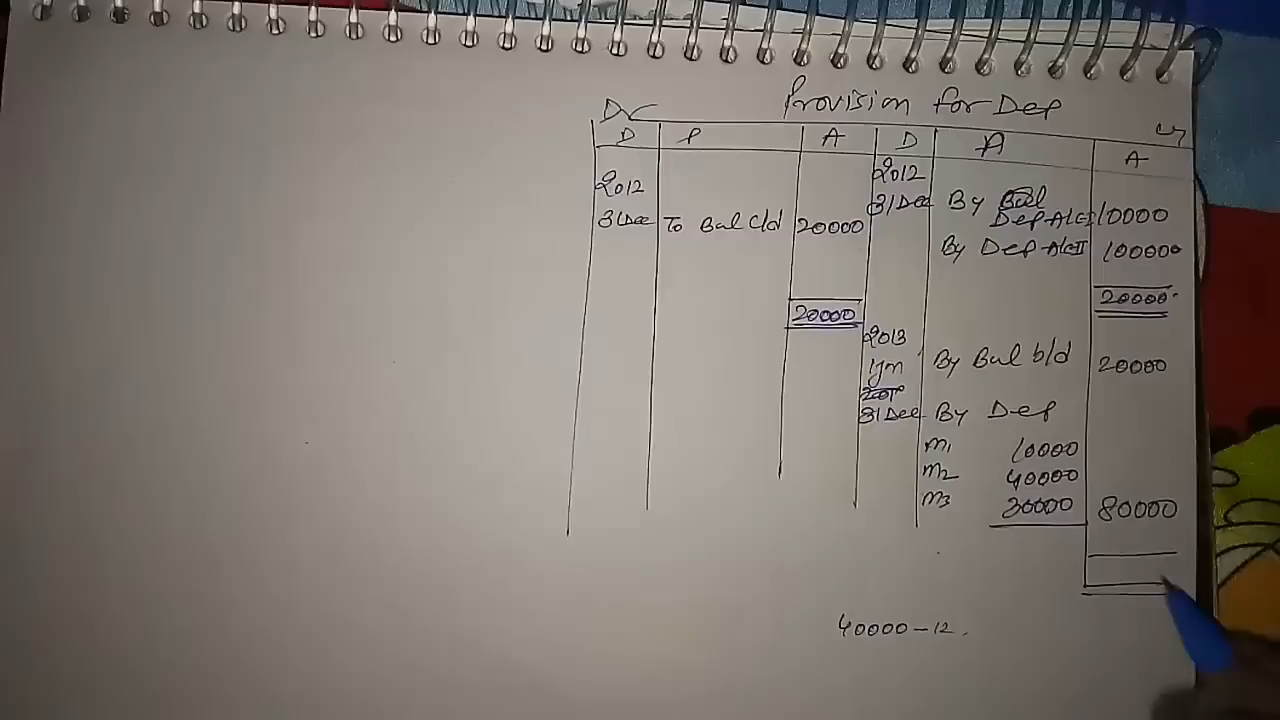 Provision for Dep
Dr Cr
D P A D A A
2012 2012
31 Dec To Bal C/d 20000 31 Dec By Bal Dep A/c I 10000
By Dep A/c II 100000
20000
20000
2013
1 Jan By Bal b/d 20000
31 Dec By Dep
M1 10000
M2 40000
M3 30000 80000
40000-12.